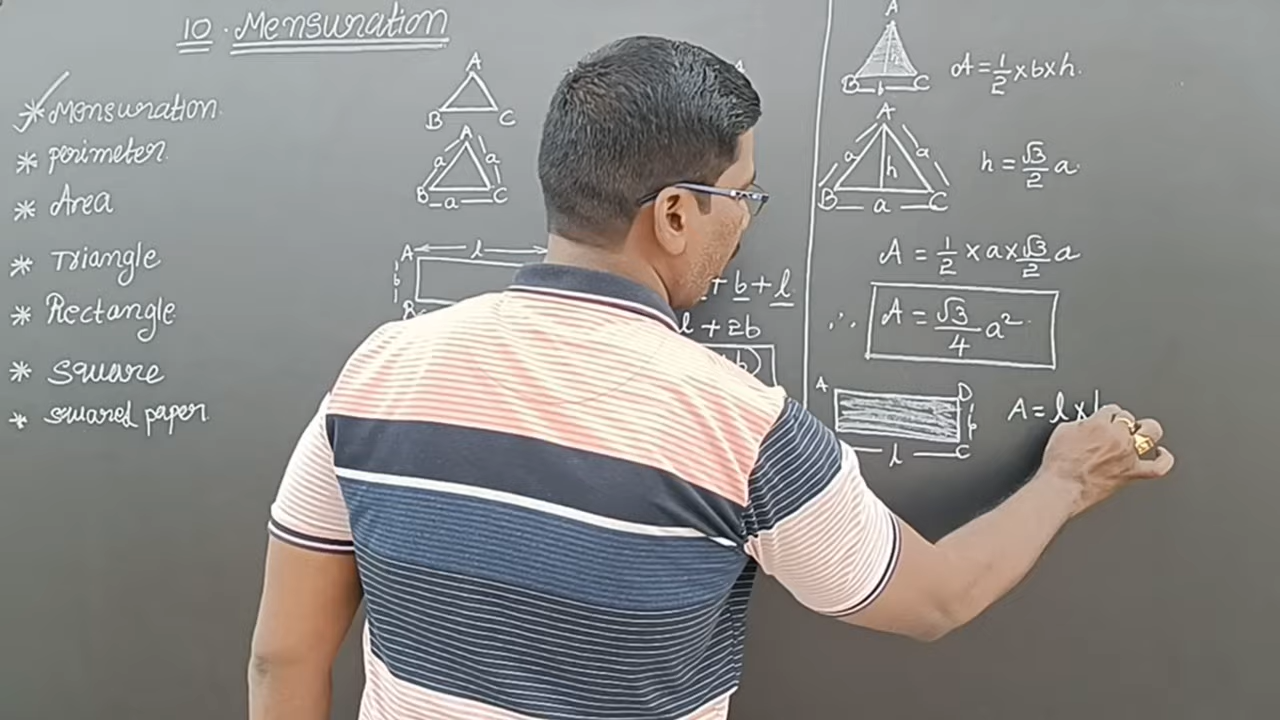 10. Mensuration
* Mensuration
* perimeter
* Area
* Triangle
* Rectangle
* square
* squared paper
A
B C
A
a a
B a C
A l
b
+ b + l
l + 2b
A
h
B b C
A = 1/2 × b × h.
A
a h a
B a C
h = √3/2 a.
A = 1/2 × a × √3/2 a
∴ A = √3/4 a²
A D
b
l C
A = l ×